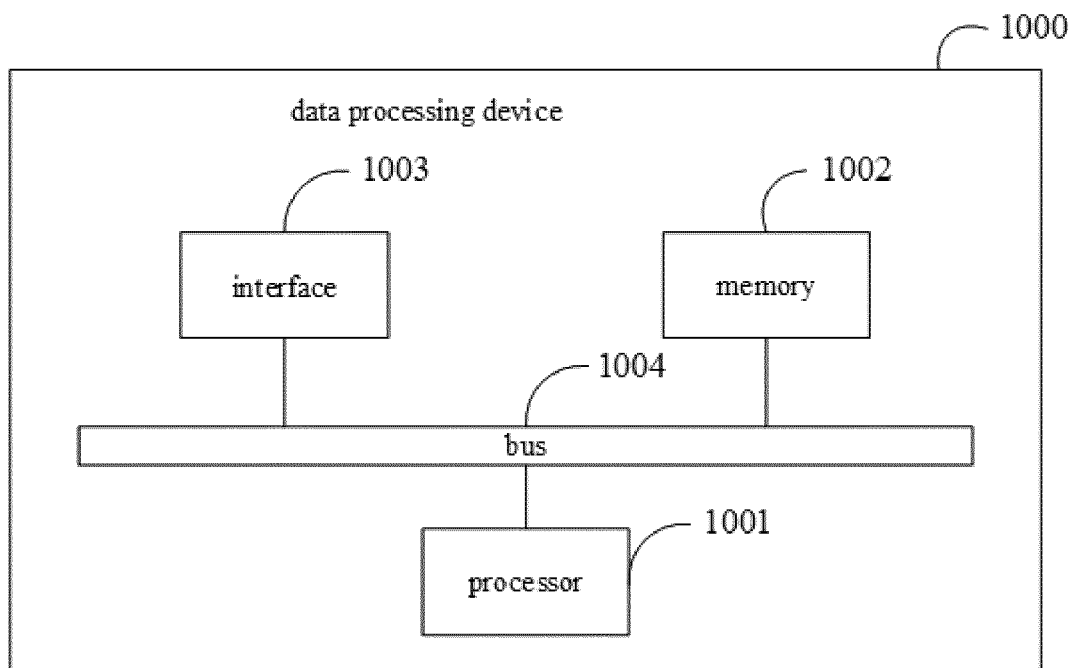 1000
data processing device
1003
1002
interface
memory
1004
bus
1001
processor